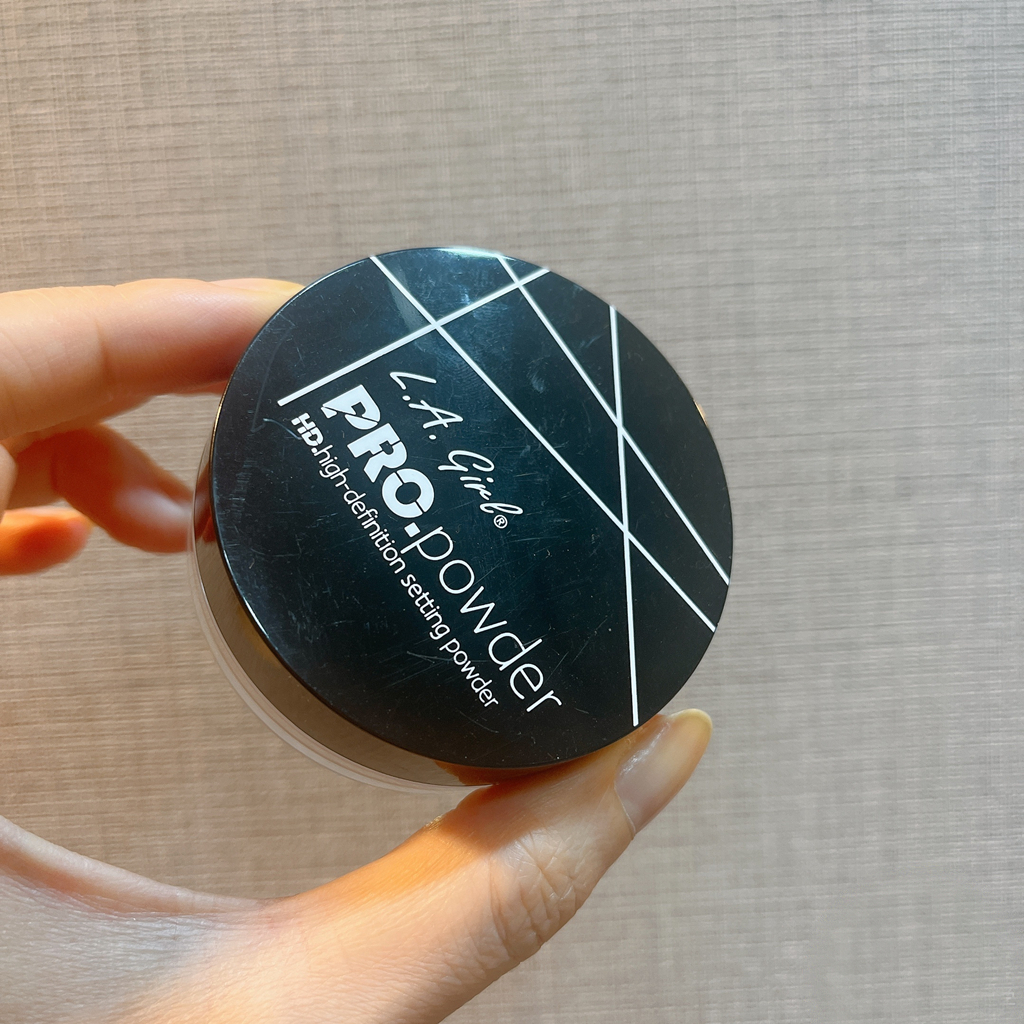 L.A. Girl®
PRO.powder
HD.high-definition setting powder